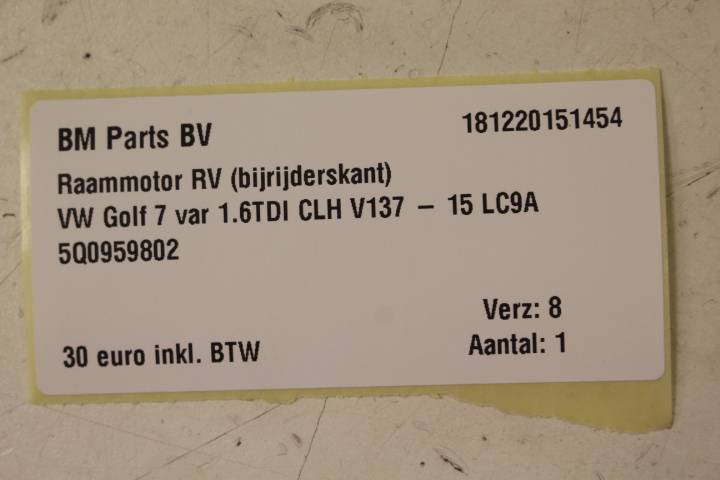 BM Parts BV 181220151454
Raammotor RV (bijrijderskant)
VW Golf 7 var 1.6TDI CLH V137 – 15 LC9A
5Q0959802
Verz: 8
30 euro inkl. BTW Aantal: 1